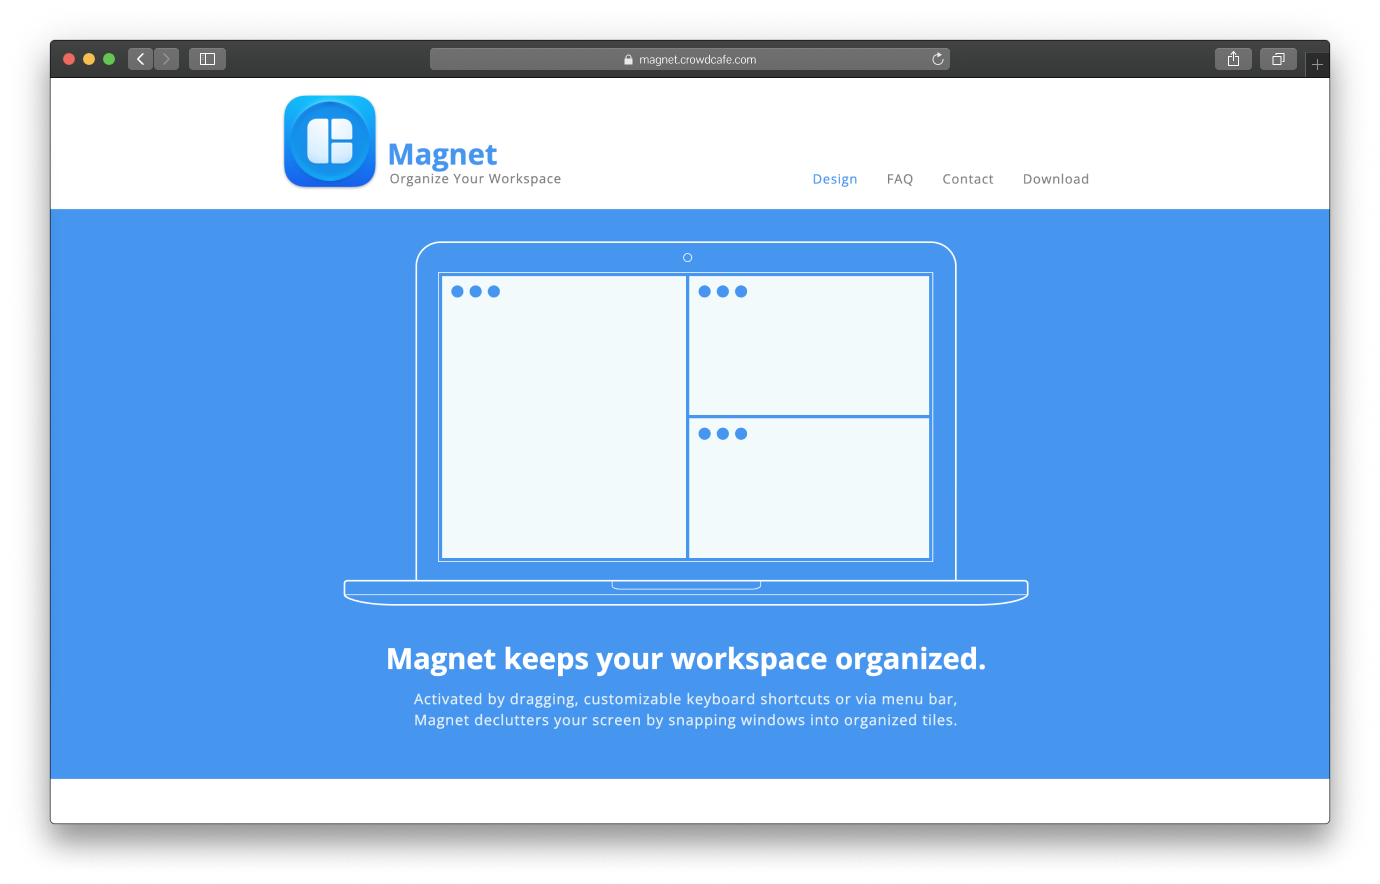 magnet.crowdcafe.com
Magnet
Organize Your Workspace
Design FAQ Contact Download
Magnet keeps your workspace organized.
Activated by dragging, customizable keyboard shortcuts or via menu bar,
Magnet declutters your screen by snapping windows into organized tiles.